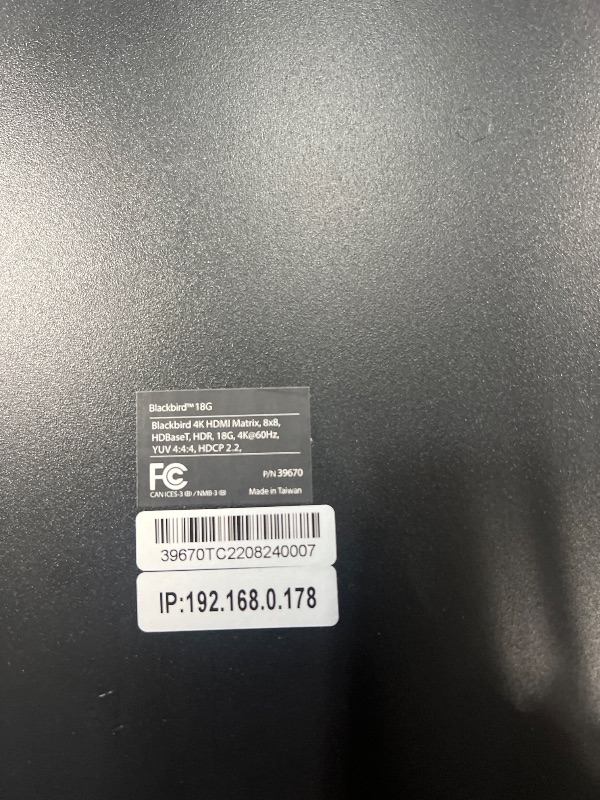 Blackbird™ 18G
Blackbird 4K HDMI Matrix, 8x8,
HDBaseT, HDR, 18G, 4K@60Hz,
YUV 4:4:4, HDCP 2.2,
FC
P/N 39670
CAN ICES-3 (B) / NMB-3 (B)
Made in Taiwan
39670TC2208240007
IP:192.168.0.178